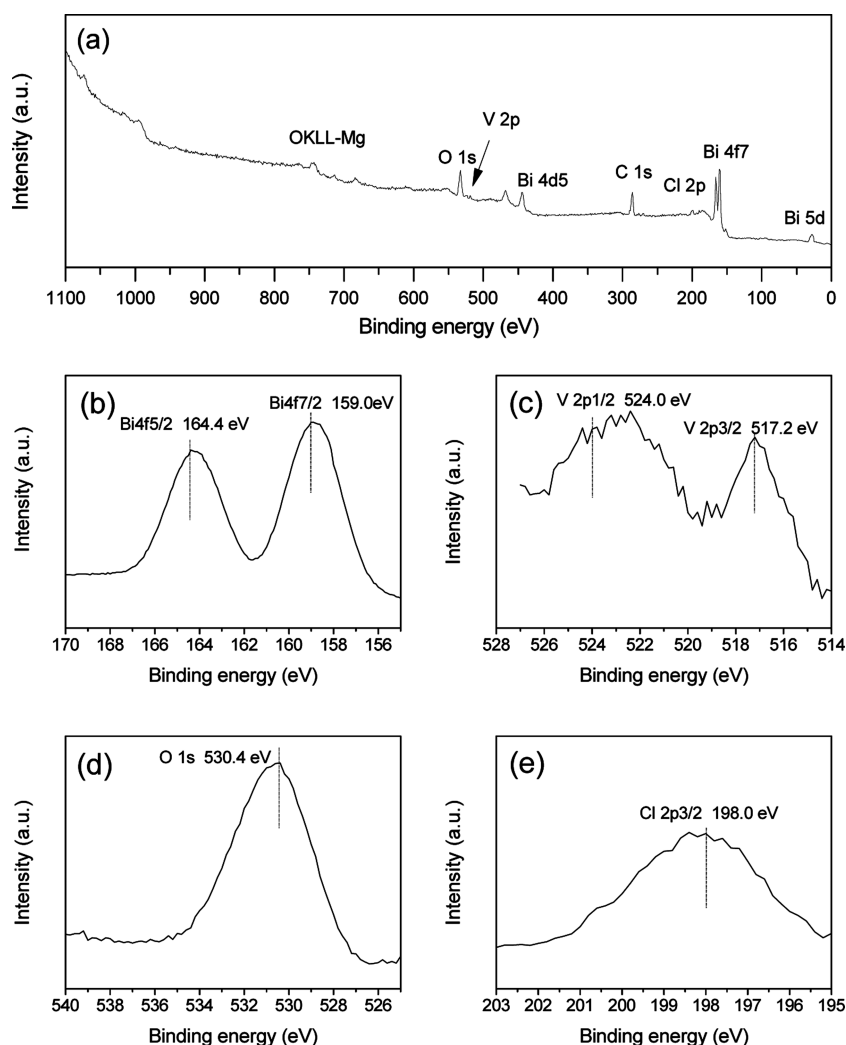 (a)
Intensity (a.u.)
OKLL-Mg
O 1s
V 2p
Bi 4d5
C 1s
Cl 2p
Bi 4f7
Bi 5d
1100 1000 900 800 700 600 500 400 300 200 100 0
Binding energy (eV)
(b)
Intensity (a.u.)
Bi4f5/2 164.4 eV
Bi4f7/2 159.0eV
170 168 166 164 162 160 158 156
Binding energy (eV)
(c)
Intensity (a.u.)
V 2p1/2 524.0 eV
V 2p3/2 517.2 eV
528 526 524 522 520 518 516 514
Binding energy (eV)
(d)
Intensity (a.u.)
O 1s 530.4 eV
540 538 536 534 532 530 528 526
Binding energy (eV)
(e)
Intensity (a.u.)
Cl 2p3/2 198.0 eV
203 202 201 200 199 198 197 196 195
Binding energy (eV)